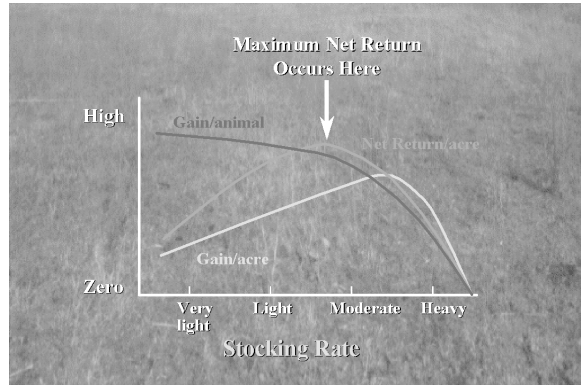 Maximum Net Return
Occurs Here
High
Gain/animal
Net Return/acre
Gain/acre
Zero
Very
light
Light
Moderate
Heavy
Stocking Rate